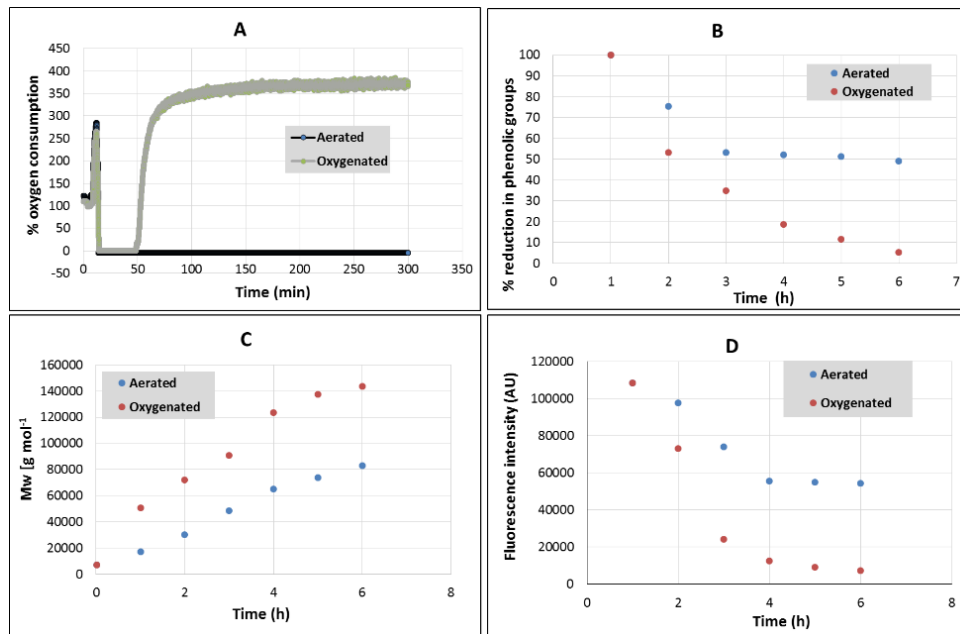 A
% oxygen consumption
450
400
350
300
250
200
150
100
50
0
-50
0 50 100 150 200 250 300 350
Time (min)
Aerated
Oxygenated
B
% reduction in phenolic groups
100
90
80
70
60
50
40
30
20
10
0
0 1 2 3 4 5 6 7
Time (h)
Aerated
Oxygenated
C
Mw [g mol-1
160000
140000
120000
100000
80000
60000
40000
20000
0
0 2 4 6 8
Time (h)
Aerated
Oxygenated
D
Fluorescence intensity (AU)
120000
100000
80000
60000
40000
20000
0
0 2 4 6 8
Time (h)
Aerated
Oxygenated